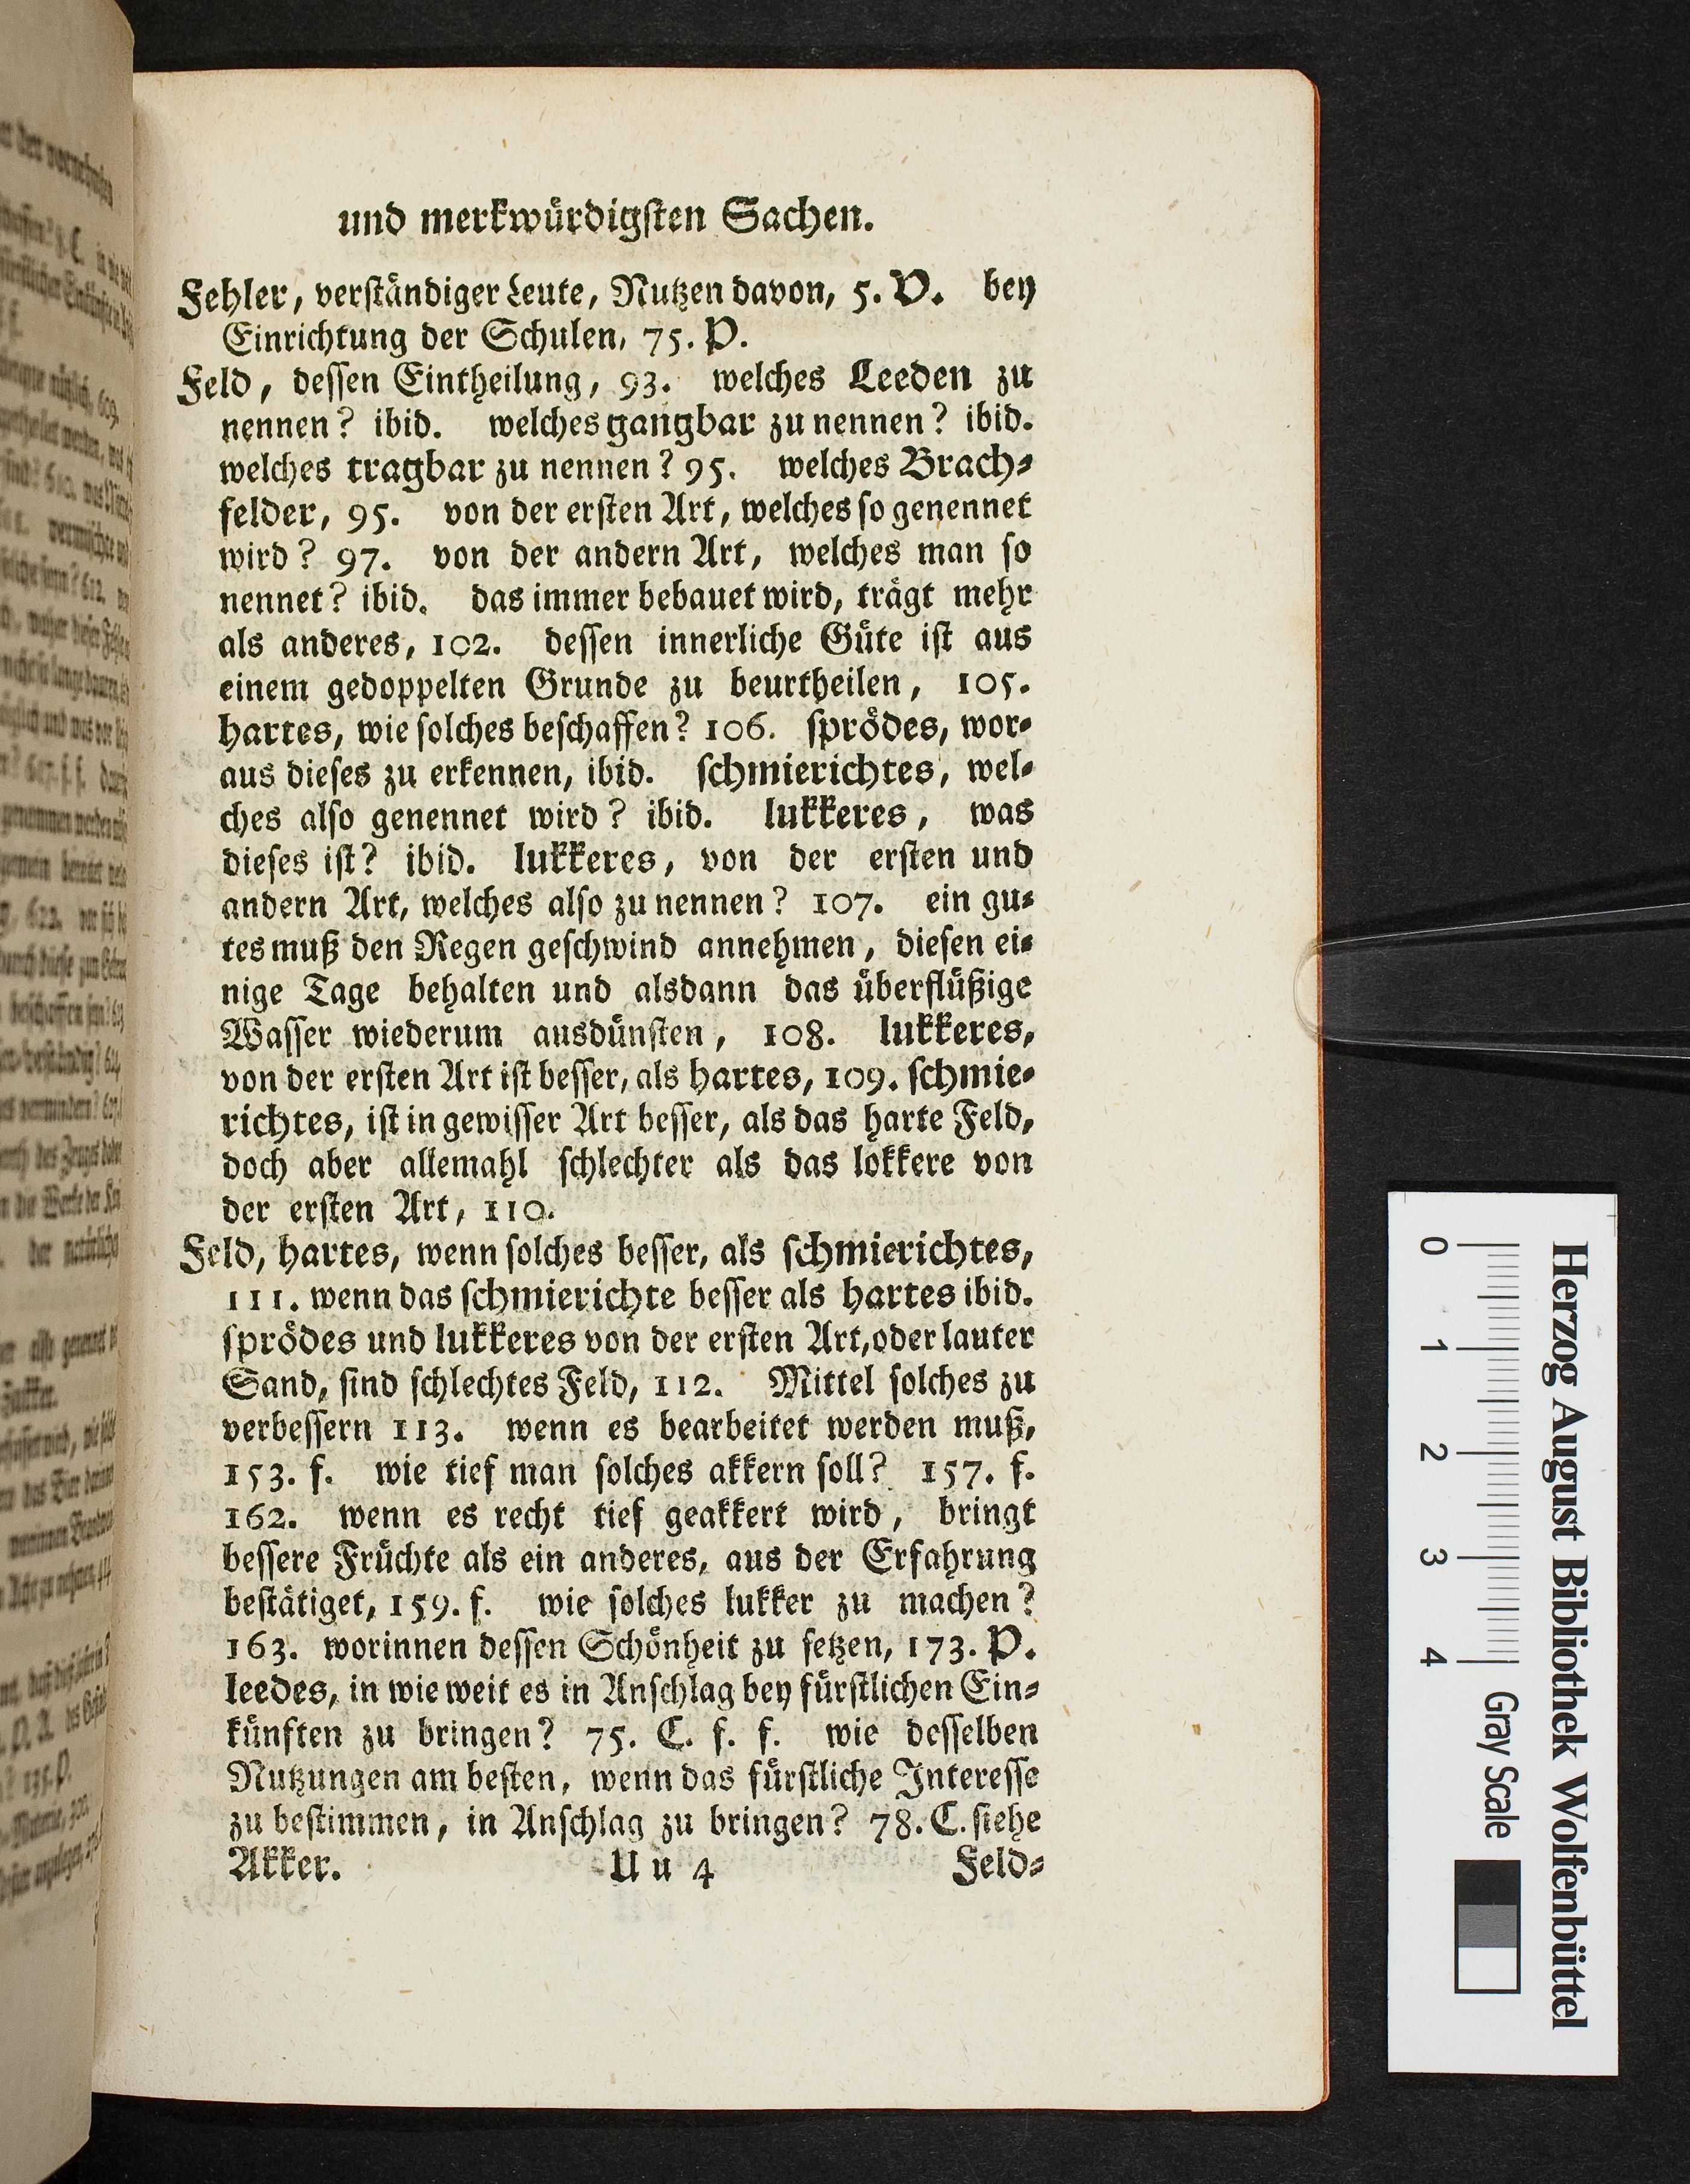 und merkwürdigsten Sachen.
Fehler, verständiger Leute, Nutzen davon, 5. V. bey
Einrichtung der Schulen, 75. P.
Feld, dessen Eintheilung, 93. welches Leeden zu
nennen? ibid. welches gangbar zu nennen? ibid.
welches tragbar zu nennen? 95. welches Brach-
felder, 95. von der ersten Art, welches so genennet
wird? 97. von der andern Art, welches man so
nennet? ibid. das immer bebauet wird, trägt mehr
als anderes, 102. dessen innerliche Güte ist aus
einem gedoppelten Grunde zu beurtheilen, 105.
hartes, wie solches beschaffen? 106. sprödes, wor-
aus dieses zu erkennen, ibid. schmierichtes, wel-
ches also genennet wird? ibid. lukkeres, was
dieses ist? ibid. lukkeres, von der ersten und
andern Art, welches also zu nennen? 107. ein gu-
tes muß den Regen geschwind annehmen, diesen ei-
nige Tage behalten und alsdann das überflüßige
Wasser wiederum ausdünsten, 108. lukkeres,
von der ersten Art ist besser, als hartes, 109. schmie-
richtes, ist in gewisser Art besser, als das harte Feld,
doch aber allemahl schlechter als das lokkere von
der ersten Art, 110.
Feld, hartes, wenn solches besser, als schmierichtes,
111. wenn das schmierichte besser als hartes ibid.
sprödes und lukkeres von der ersten Art, oder lauter
Sand, sind schlechtes Feld, 112. Mittel solches zu
verbessern 113. wenn es bearbeitet werden muß,
153. f. wie tief man solches akkern soll? 157. f.
162. wenn es recht tief geakkert wird, bringt
bessere Früchte als ein anderes, aus der Erfahrung
bestätiget, 159. f. wie solches lukker zu machen?
163. worinnen dessen Schönheit zu setzen, 173. P.
leedes, in wie weit es in Anschlag bey fürstlichen Ein-
künften zu bringen? 75. C. f. f. wie desselben
Nutzungen am besten, wenn das fürstliche Interesse
zu bestimmen, in Anschlag zu bringen? 78. C. siehe
Akker. Uu 4 Feld-
Herzog August Bibliothek Wolfenbüttel
0 1 2 3 4 Gray Scale